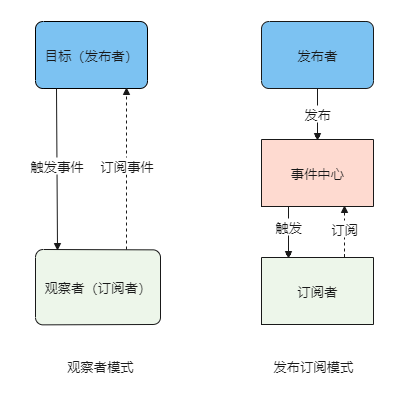 目标（发布者）
触发事件
订阅事件
观察者（订阅者）
观察者模式
发布者
发布
事件中心
触发
订阅
订阅者
发布订阅模式